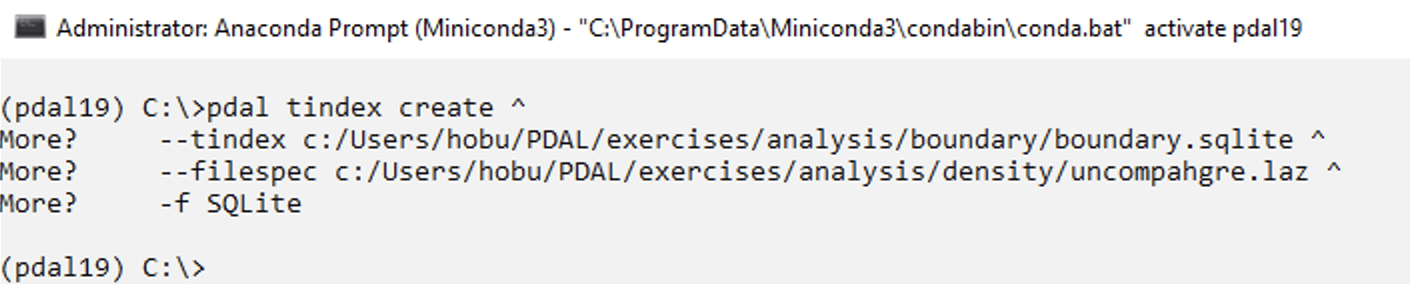 Administrator: Anaconda Prompt (Miniconda3) - "C:\ProgramData\Miniconda3\condabin\conda.bat"  activate pdal19
(pdal19) C:\>pdal tindex create ^
More?     --tindex c:/Users/hobu/PDAL/exercises/analysis/boundary/boundary.sqlite ^
More?     --filespec c:/Users/hobu/PDAL/exercises/analysis/density/uncompahgre.laz ^
More?     -f SQLite
(pdal19) C:\>